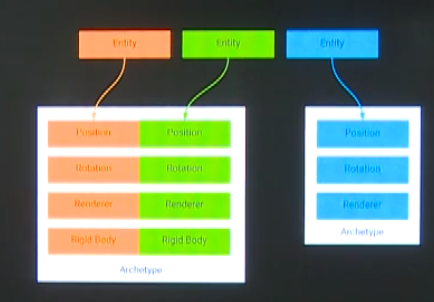 Entity Entity Entity
Position Position Position
Rotation Rotation Rotation
Renderer Renderer Renderer
Rigid Body Rigid Body
Archetype
Archetype